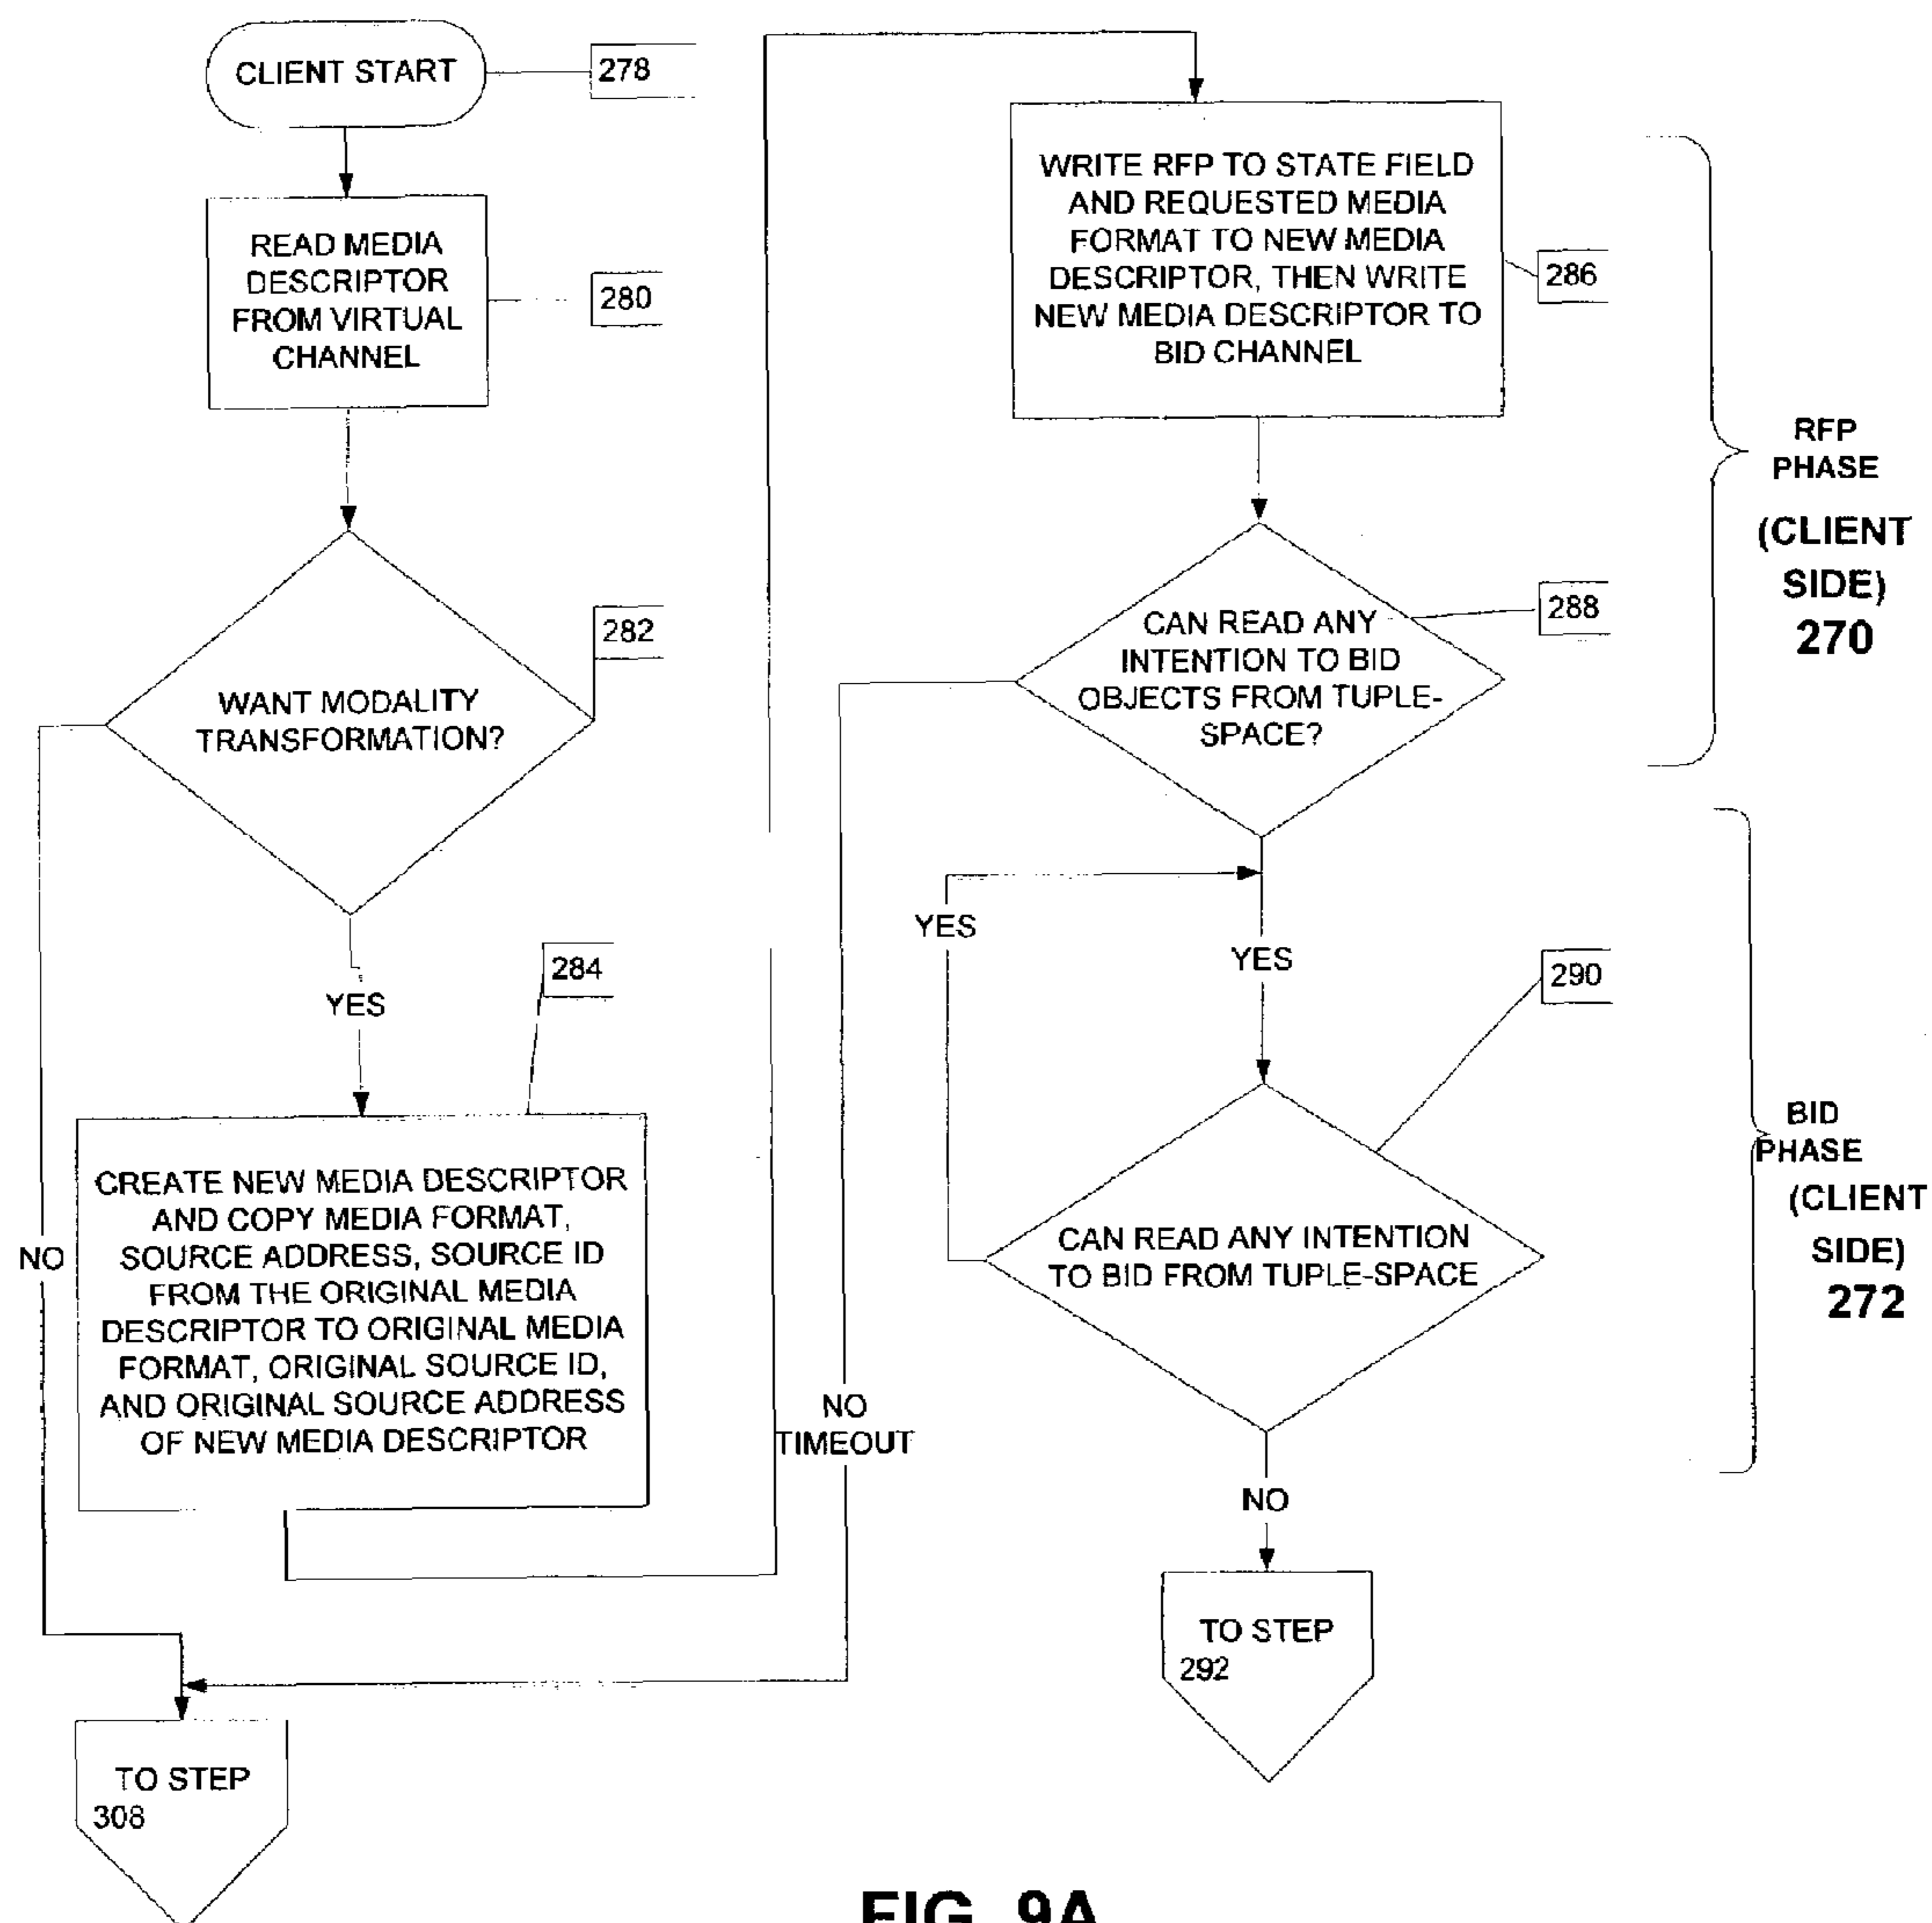 CLIENT START
278
READ MEDIA
DESCRIPTOR
FROM VIRTUAL
CHANNEL
280
WANT MODALITY
TRANSFORMATION?
282
YES
NO
284
CREATE NEW MEDIA DESCRIPTOR
AND COPY MEDIA FORMAT,
SOURCE ADDRESS, SOURCE ID
FROM THE ORIGINAL MEDIA
DESCRIPTOR TO ORIGINAL MEDIA
FORMAT, ORIGINAL SOURCE ID,
AND ORIGINAL SOURCE ADDRESS
OF NEW MEDIA DESCRIPTOR
TO STEP
308
WRITE RFP TO STATE FIELD
AND REQUESTED MEDIA
FORMAT TO NEW MEDIA
DESCRIPTOR, THEN WRITE
NEW MEDIA DESCRIPTOR TO
BID CHANNEL
286
CAN READ ANY
INTENTION TO BID
OBJECTS FROM TUPLE-
SPACE?
288
NO
TIMEOUT
YES
YES
290
CAN READ ANY INTENTION
TO BID FROM TUPLE-SPACE
NO
TO STEP
292
RFP
PHASE
(CLIENT
SIDE)
270
BID
PHASE
(CLIENT
SIDE)
272
FIG. 9A